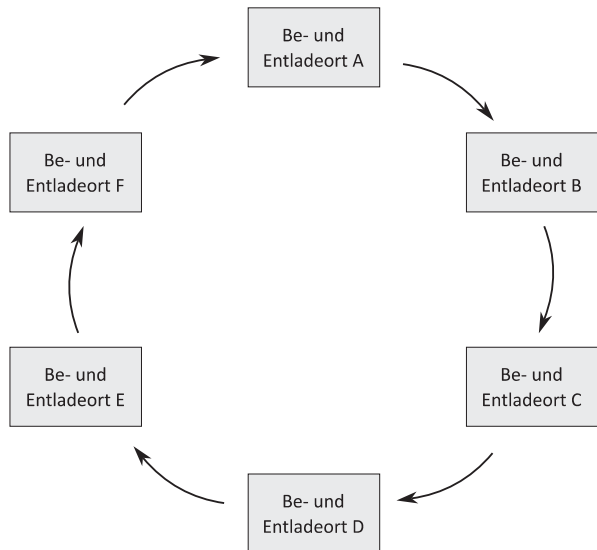 Be- und
Entladeort A
Be- und
Entladeort B
Be- und
Entladeort C
Be- und
Entladeort D
Be- und
Entladeort E
Be- und
Entladeort F